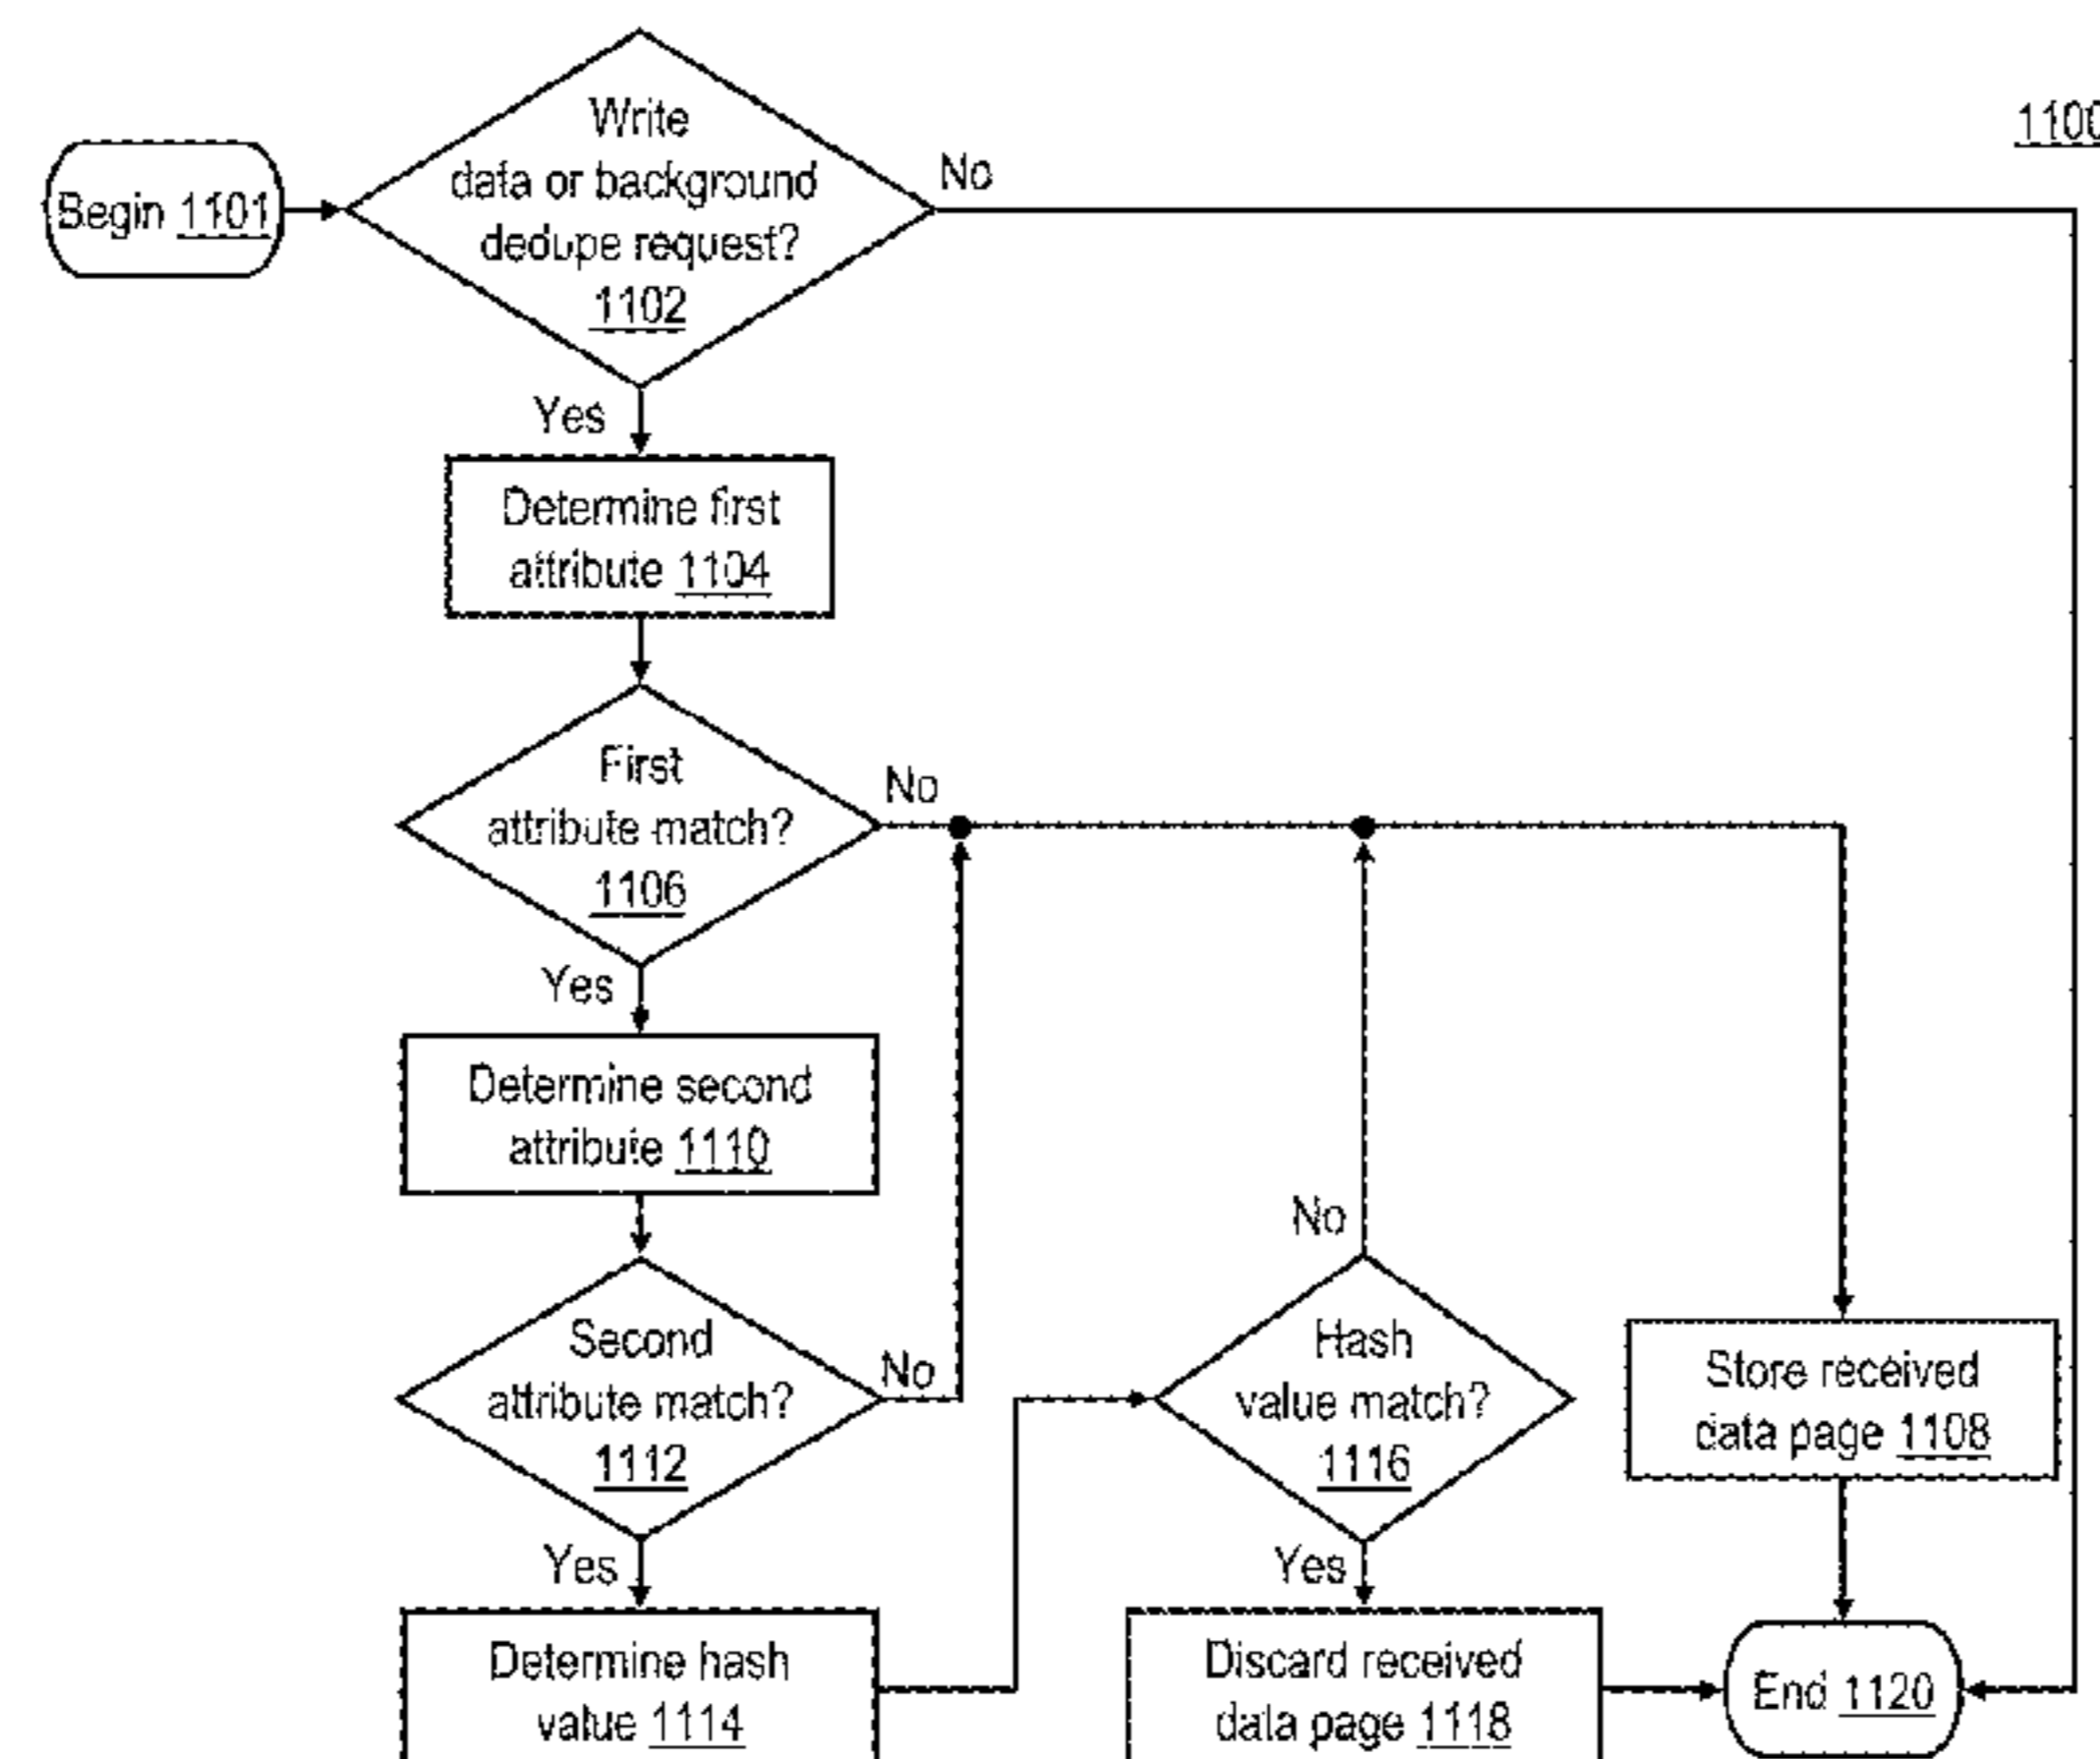 1100
Begin 1101
Write
data or background
dedupe request?
1102
No
Yes
Determine first
attribute 1104
First
attribute match?
1106
No
Yes
Determine second
attribute 1110
Second
attribute match?
1112
No
Yes
Determine hash
value 1114
No
Hash
value match?
1116
Yes
Discard received
data page 1118
Store received
data page 1108
End 1120